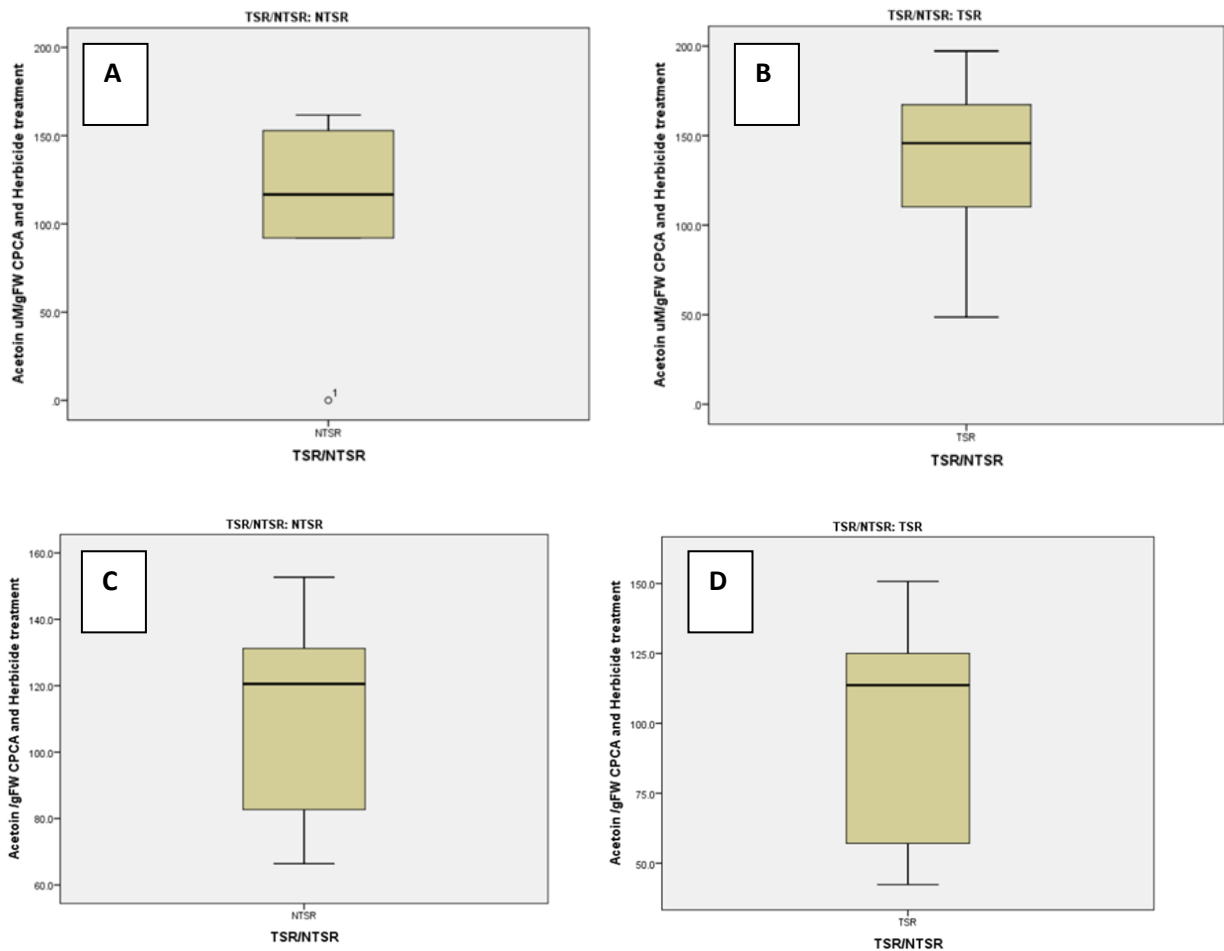 TSR/NTSR: NTSR
A
200.0
150.0
100.0
50.0
.0
Acetoin uM/gFW CPCA and Herbicide treatment
1
NTSR
TSR/NTSR
TSR/NTSR: TSR
B
200.0
150.0
100.0
50.0
.0
Acetoin uM/gFW CPCA and Herbicide treatment
TSR
TSR/NTSR
TSR/NTSR: NTSR
C
160.0
140.0
120.0
100.0
80.0
60.0
Acetoin /gFW CPCA and Herbicide treatment
NTSR
TSR/NTSR
TSR/NTSR: TSR
D
150.0
125.0
100.0
75.0
50.0
Acetoin /gFW CPCA and Herbicide treatment
TSR
TSR/NTSR